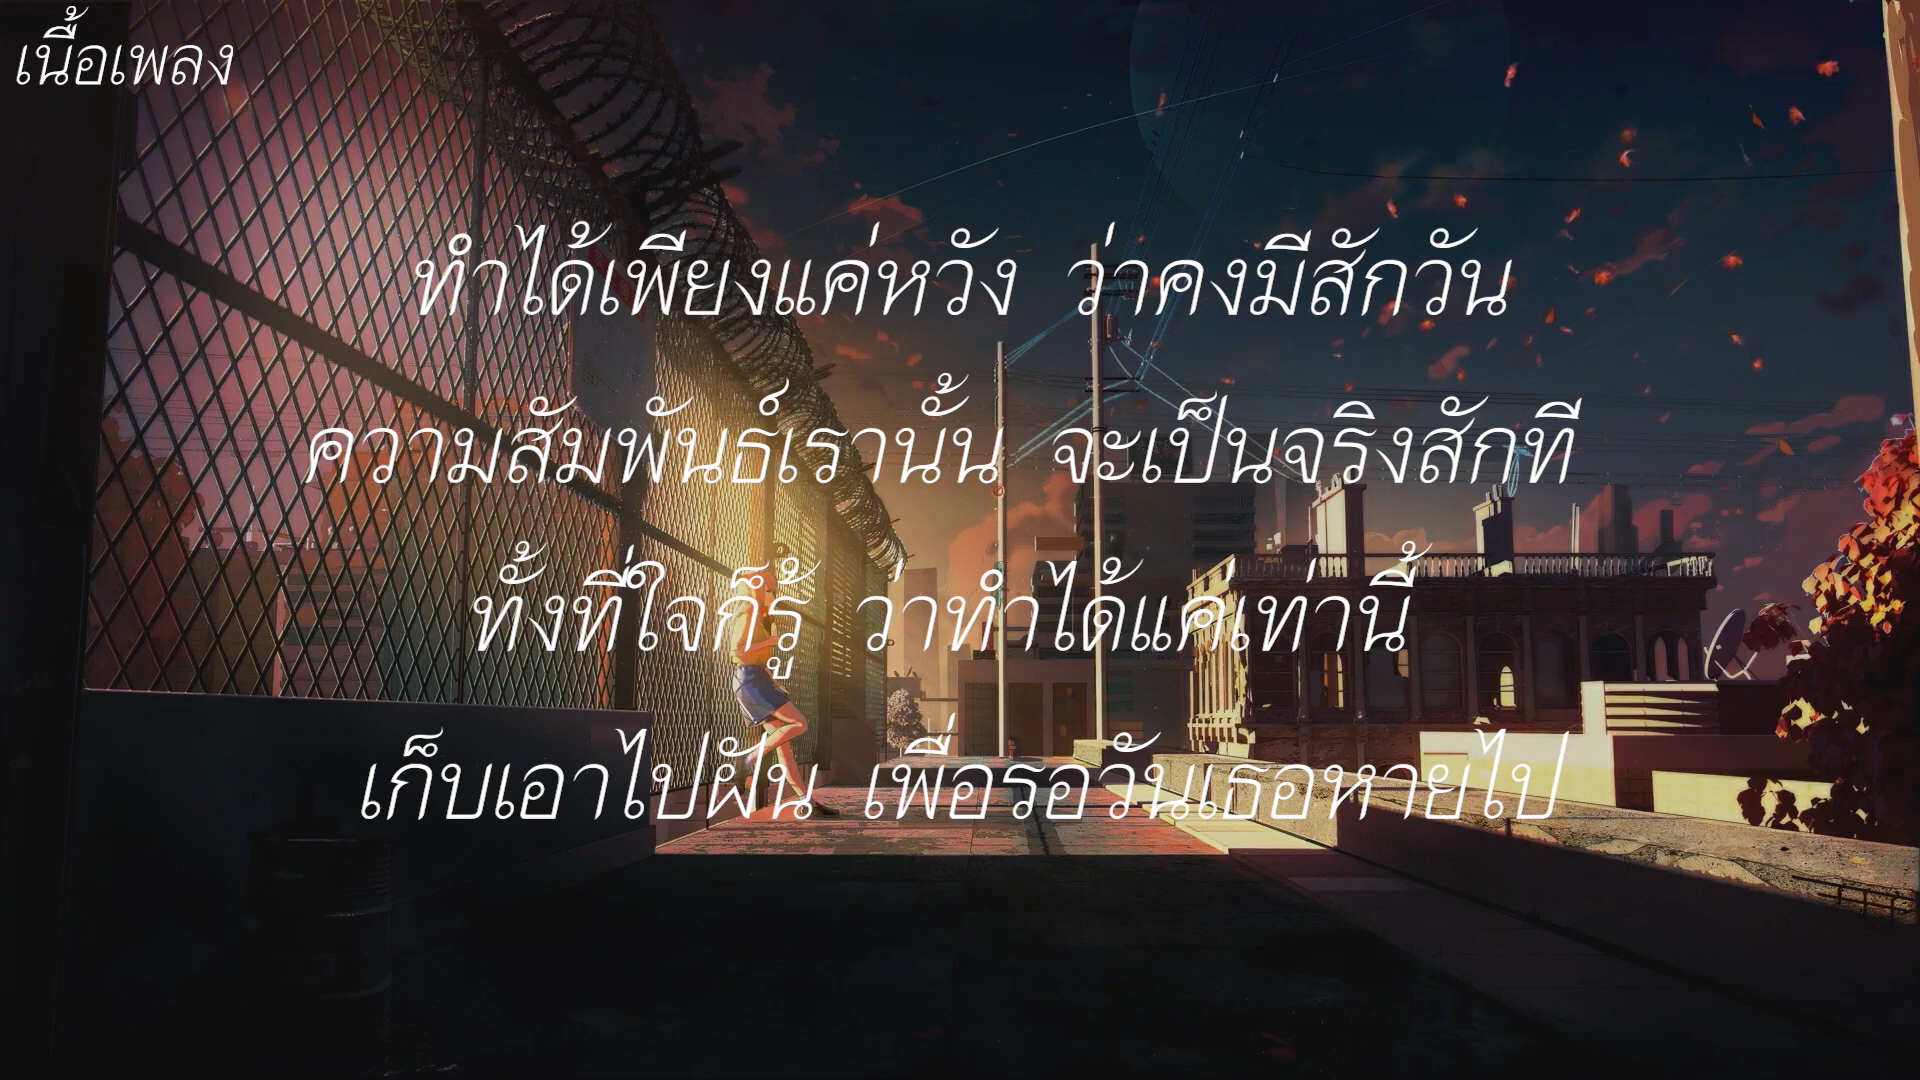 เนื้อเพลง
ทำได้เพียงแค่หวัง ว่าคงมีสักวัน
ความสัมพันธ์เรานั้น จะเป็นจริงสักที
ทั้งที่ใจก็รู้ ว่าทำได้แค่เท่านี้
เก็บเอาไปฝัน เพื่อรอวันเธอหายไป